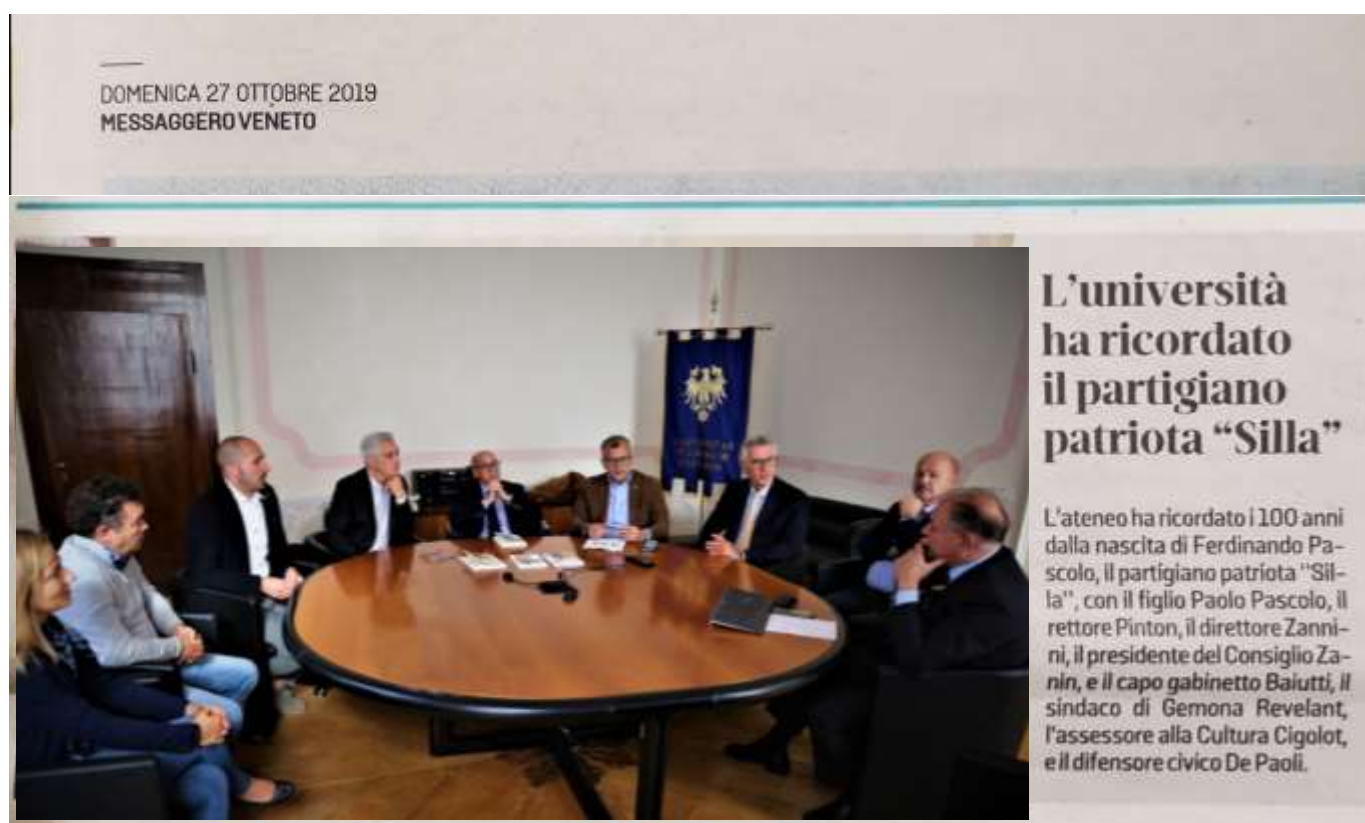 DOMENICA 27 OTTOBRE 2019
MESSAGGERO VENETO
L'università
ha ricordato
il partigiano
patriota “Silla”
L'ateneo ha ricordato i 100 anni
dalla nascita di Ferdinando Pa-
scolo, il partigiano patriota "Sil-
la", con il figlio Paolo Pascolo, il
rettore Pinton, il direttore Zanni-
ni, il presidente del Consiglio Za-
nin, e il capo gabinetto Baiutti, il
sindaco di Gemona Revelant,
l'assessore alla Cultura Cigolot,
e il difensore civico De Paoli.